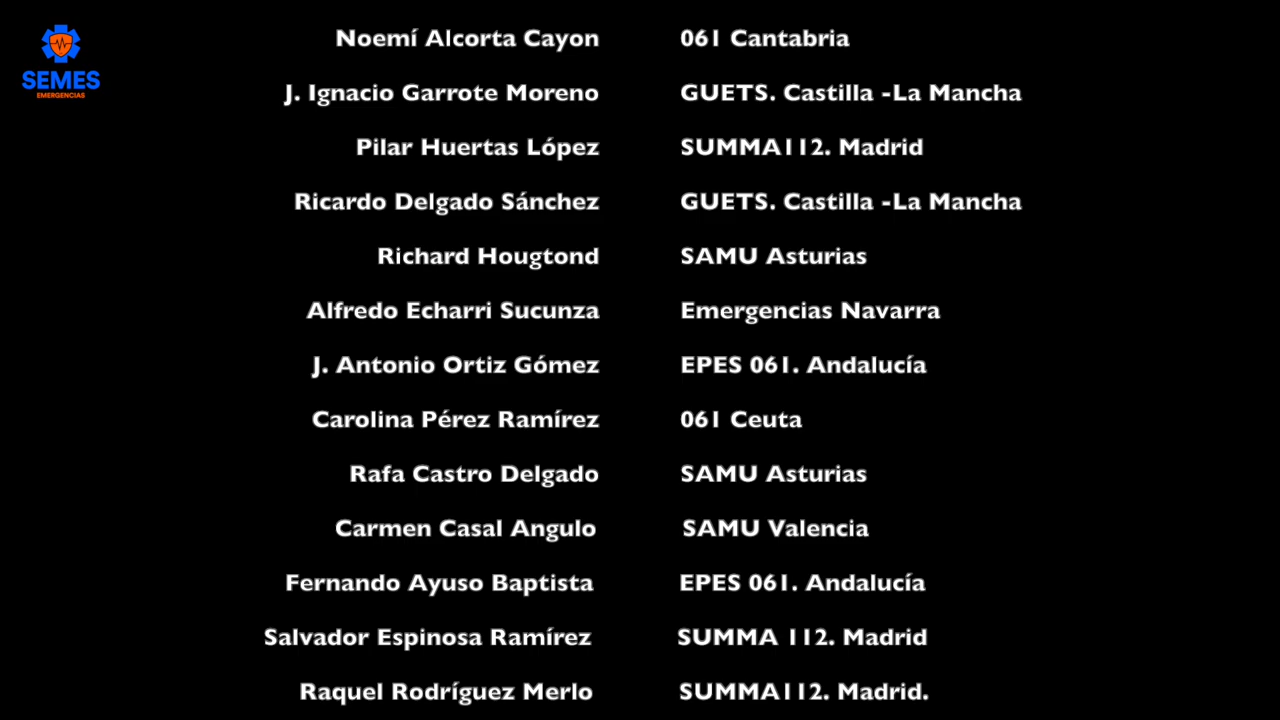 SEMES
EMERGENCIAS
Noemí Alcorta Cayon 061 Cantabria
J. Ignacio Garrote Moreno GUETS. Castilla -La Mancha
Pilar Huertas López SUMMA112. Madrid
Ricardo Delgado Sánchez GUETS. Castilla -La Mancha
Richard Hougtond SAMU Asturias
Alfredo Echarri Sucunza Emergencias Navarra
J. Antonio Ortiz Gómez EPES 061. Andalucía
Carolina Pérez Ramírez 061 Ceuta
Rafa Castro Delgado SAMU Asturias
Carmen Casal Angulo SAMU Valencia
Fernando Ayuso Baptista EPES 061. Andalucía
Salvador Espinosa Ramírez SUMMA 112. Madrid
Raquel Rodríguez Merlo SUMMA112. Madrid.